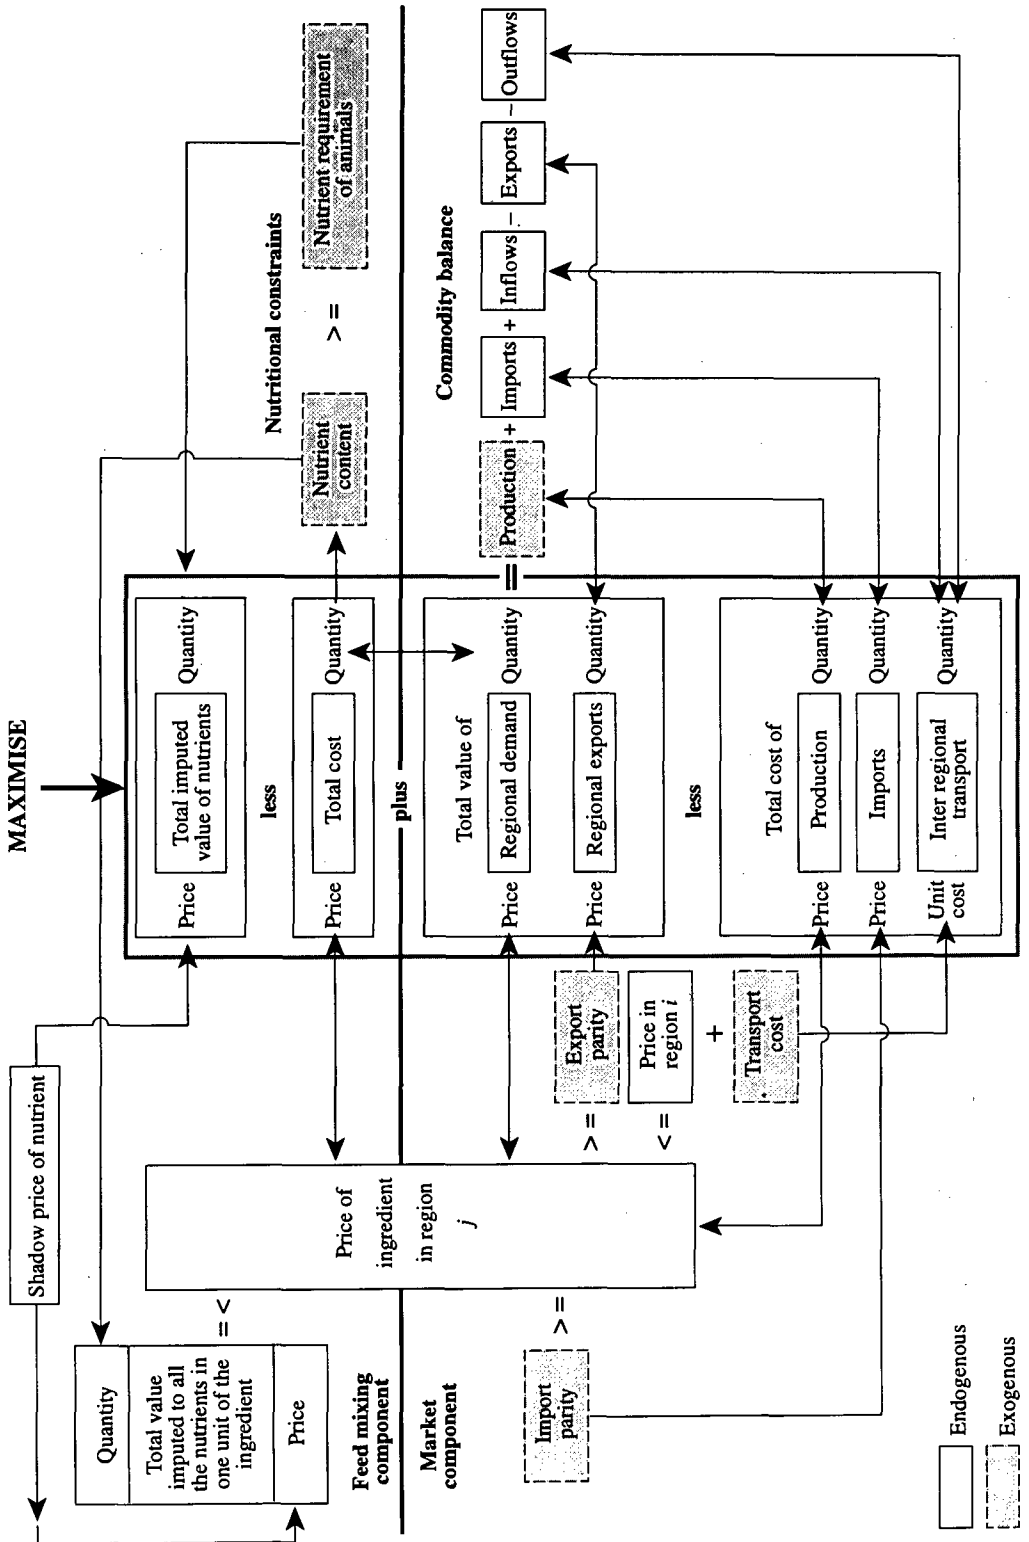 MAXIMISE
Shadow price of nutrient
Quantity
Total value
imputed to all
the nutrients in
one unit of the
ingredient
Price
= <
Price of
ingredient
in region
j
Price
Total imputed
value of nutrients
Quantity
less
Price
Total cost
Quantity
Nutritional constraints
Nutrient
content
> =
Nutrient requirement
of animals
Feed mixing
component
plus
Market
component
Import
parity
> =
> =
Export
parity
< =
Price in
region i
+
Transport
cost
Total value of
Price
Regional demand
Quantity
Price
Regional exports
Quantity
less
Total cost of
Price
Production
Quantity
Price
Imports
Quantity
Unit
cost
Inter regional
transport
Quantity
Commodity balance
= Production + Imports + Inflows − Exports − Outflows
Endogenous
Exogenous